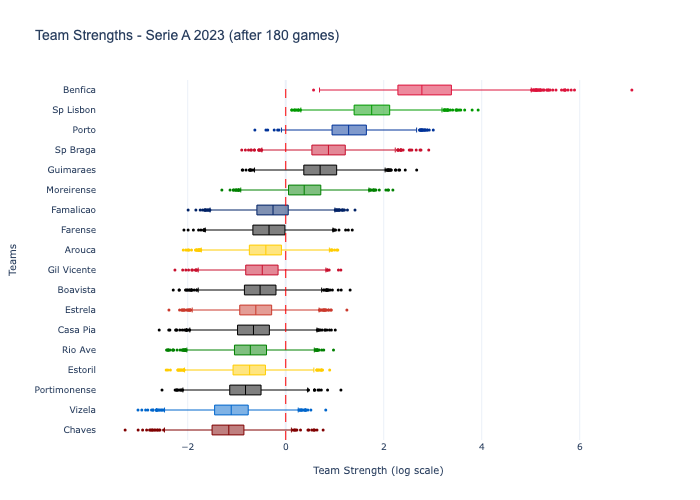 Team Strengths - Serie A 2023 (after 180 games)
Benfica
Sp Lisbon
Porto
Sp Braga
Guimaraes
Moreirense
Famalicao
Farense
Arouca
Gil Vicente
Boavista
Estrela
Casa Pia
Rio Ave
Estoril
Portimonense
Vizela
Chaves
Teams
−2 0 2 4 6
Team Strength (log scale)